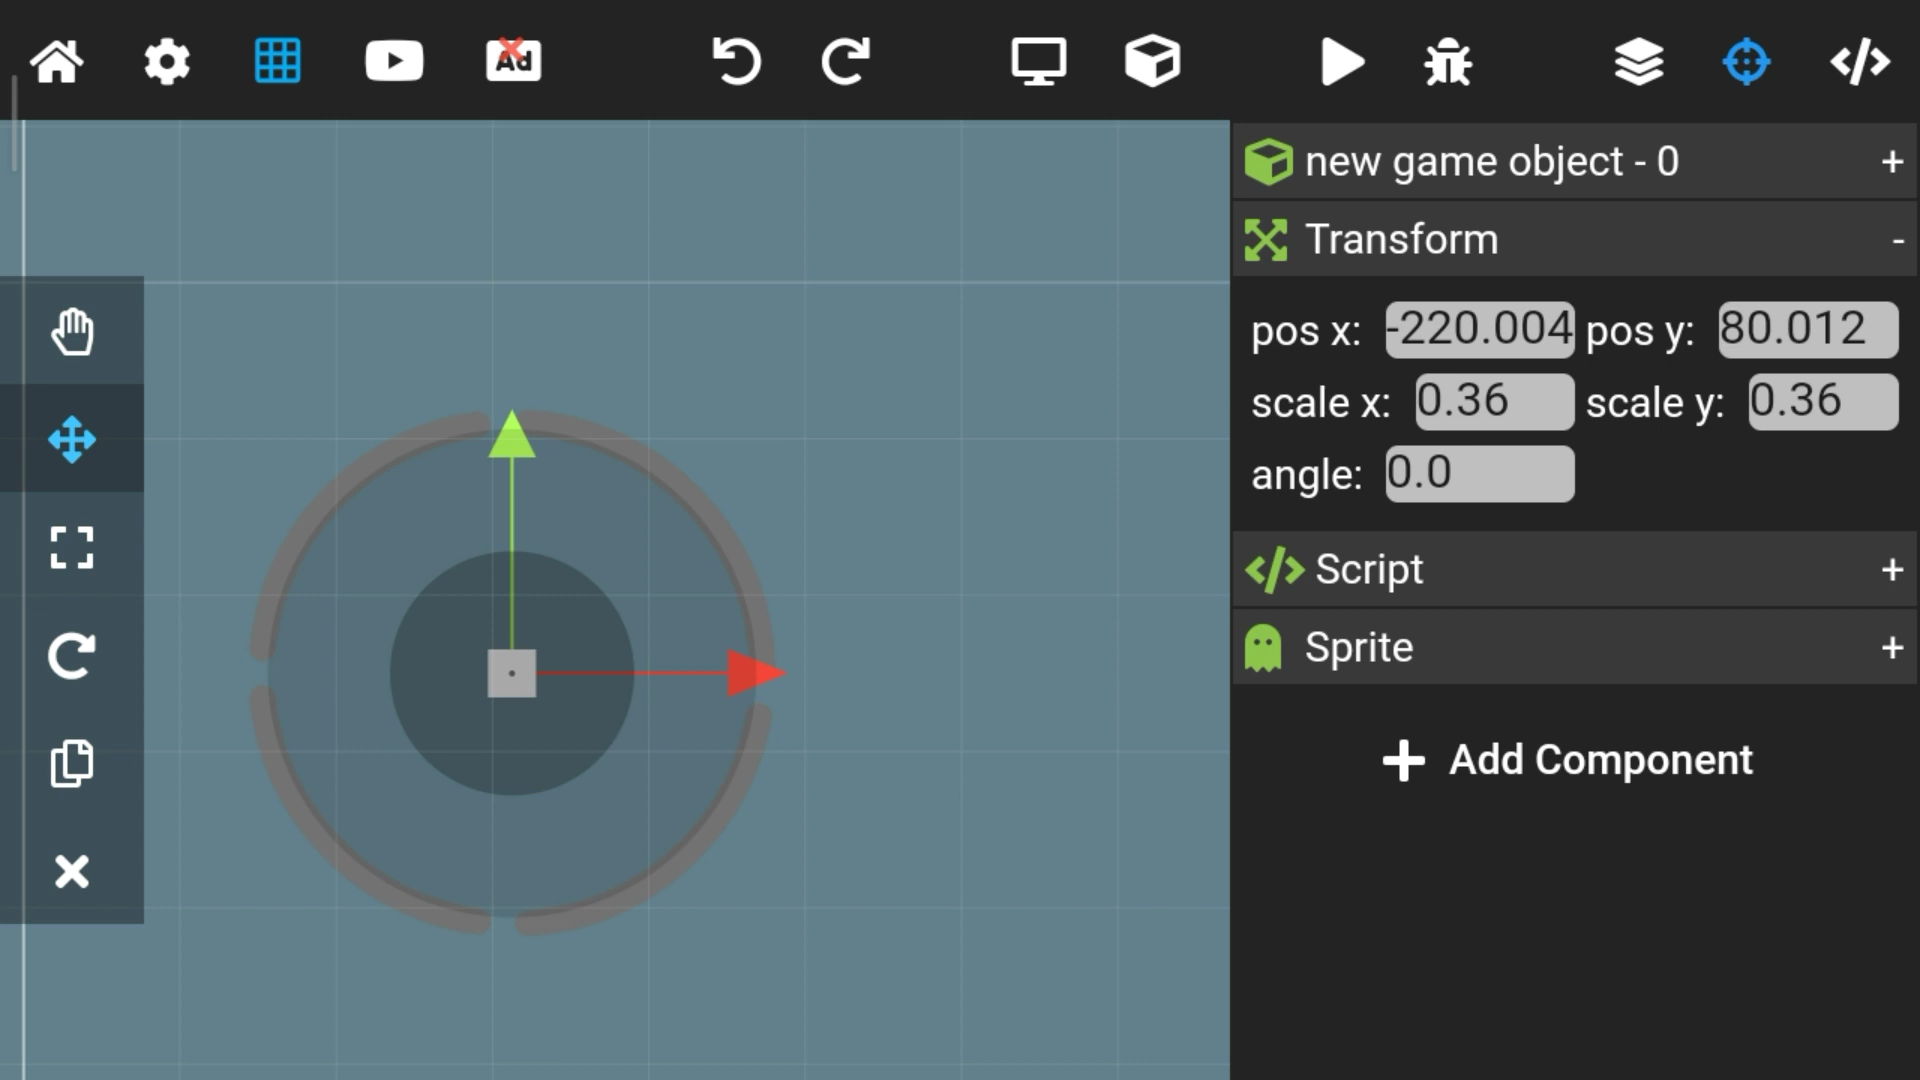 Ad
new game object - 0 +
Transform -
pos x: -220.004 pos y: 80.012
scale x: 0.36 scale y: 0.36
angle: 0.0
Script +
Sprite +
Add Component